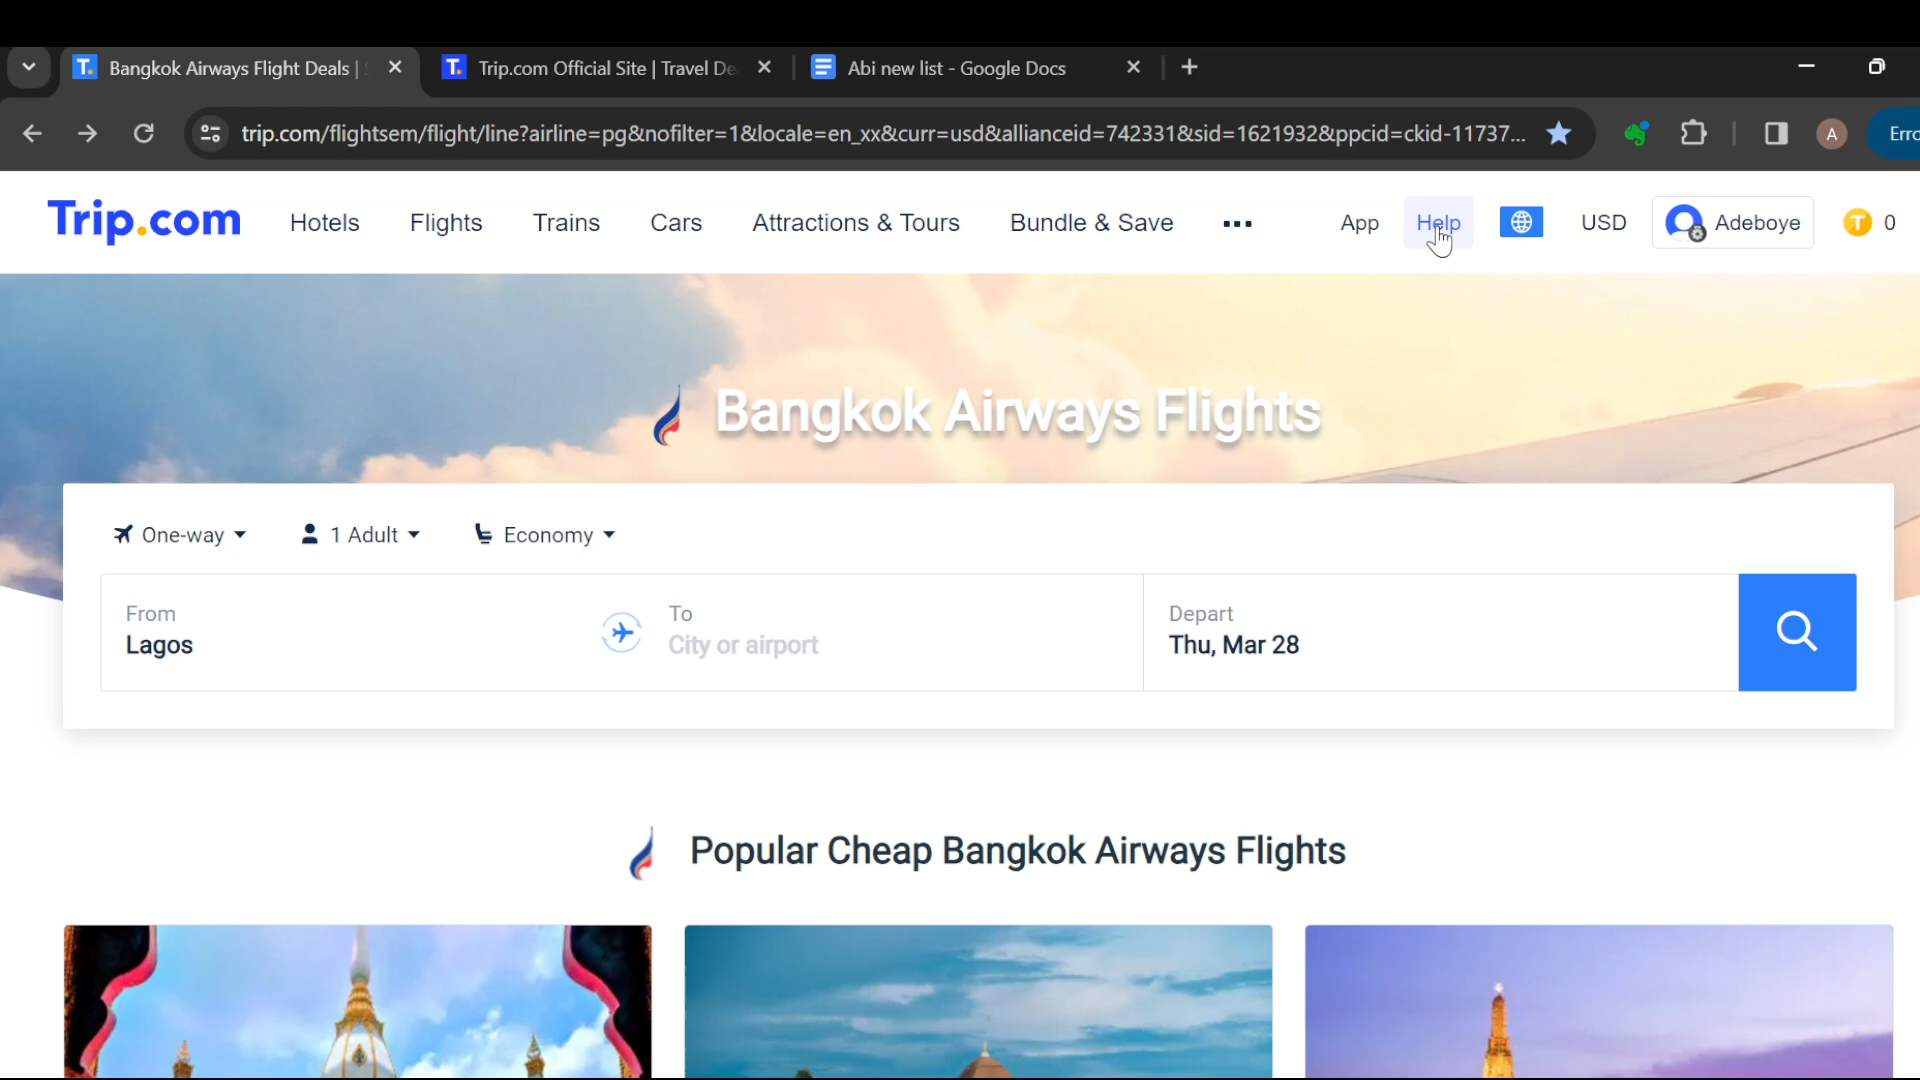 Bangkok Airways Flight Deals |
Trip.com Official Site | Travel De
Abi new list - Google Docs
trip.com/flightsem/flight/line?airline=pg&nofilter=1&locale=en_xx&curr=usd&allianceid=742331&sid=1621932&ppcid=ckid-11737...
A
Erro
Trip.com
Hotels
Flights
Trains
Cars
Attractions & Tours
Bundle & Save
App
Help
USD
Adeboye
T 0
Bangkok Airways Flights
One-way
1 Adult
Economy
From
Lagos
To
City or airport
Depart
Thu, Mar 28
Popular Cheap Bangkok Airways Flights